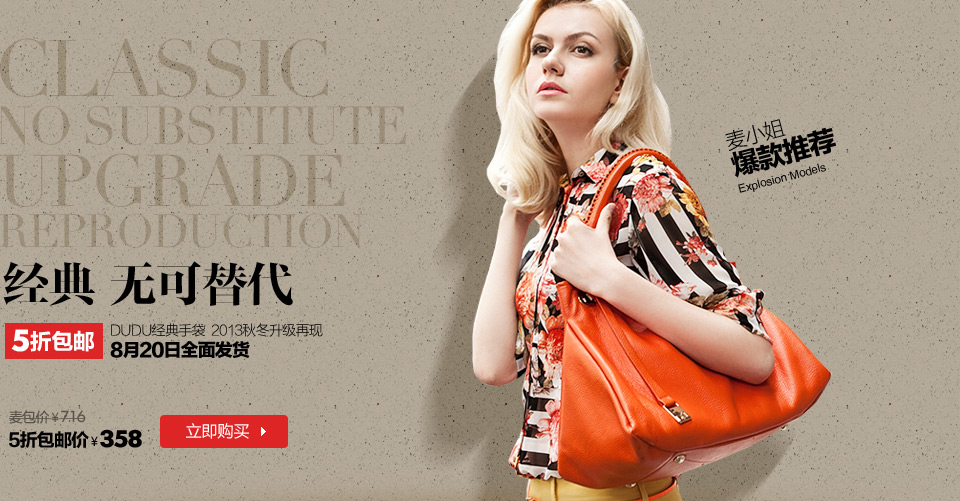 CLASSIC
NO SUBSTITUTE
UPGRADE
REPRODUCTION
经典 无可替代
5折包邮
DUDU经典手袋 2013秋冬升级再现
8月20日全面发货
麦包价¥716
5折包邮价¥358
立即购买
麦小姐
爆款推荐
Explosion Models